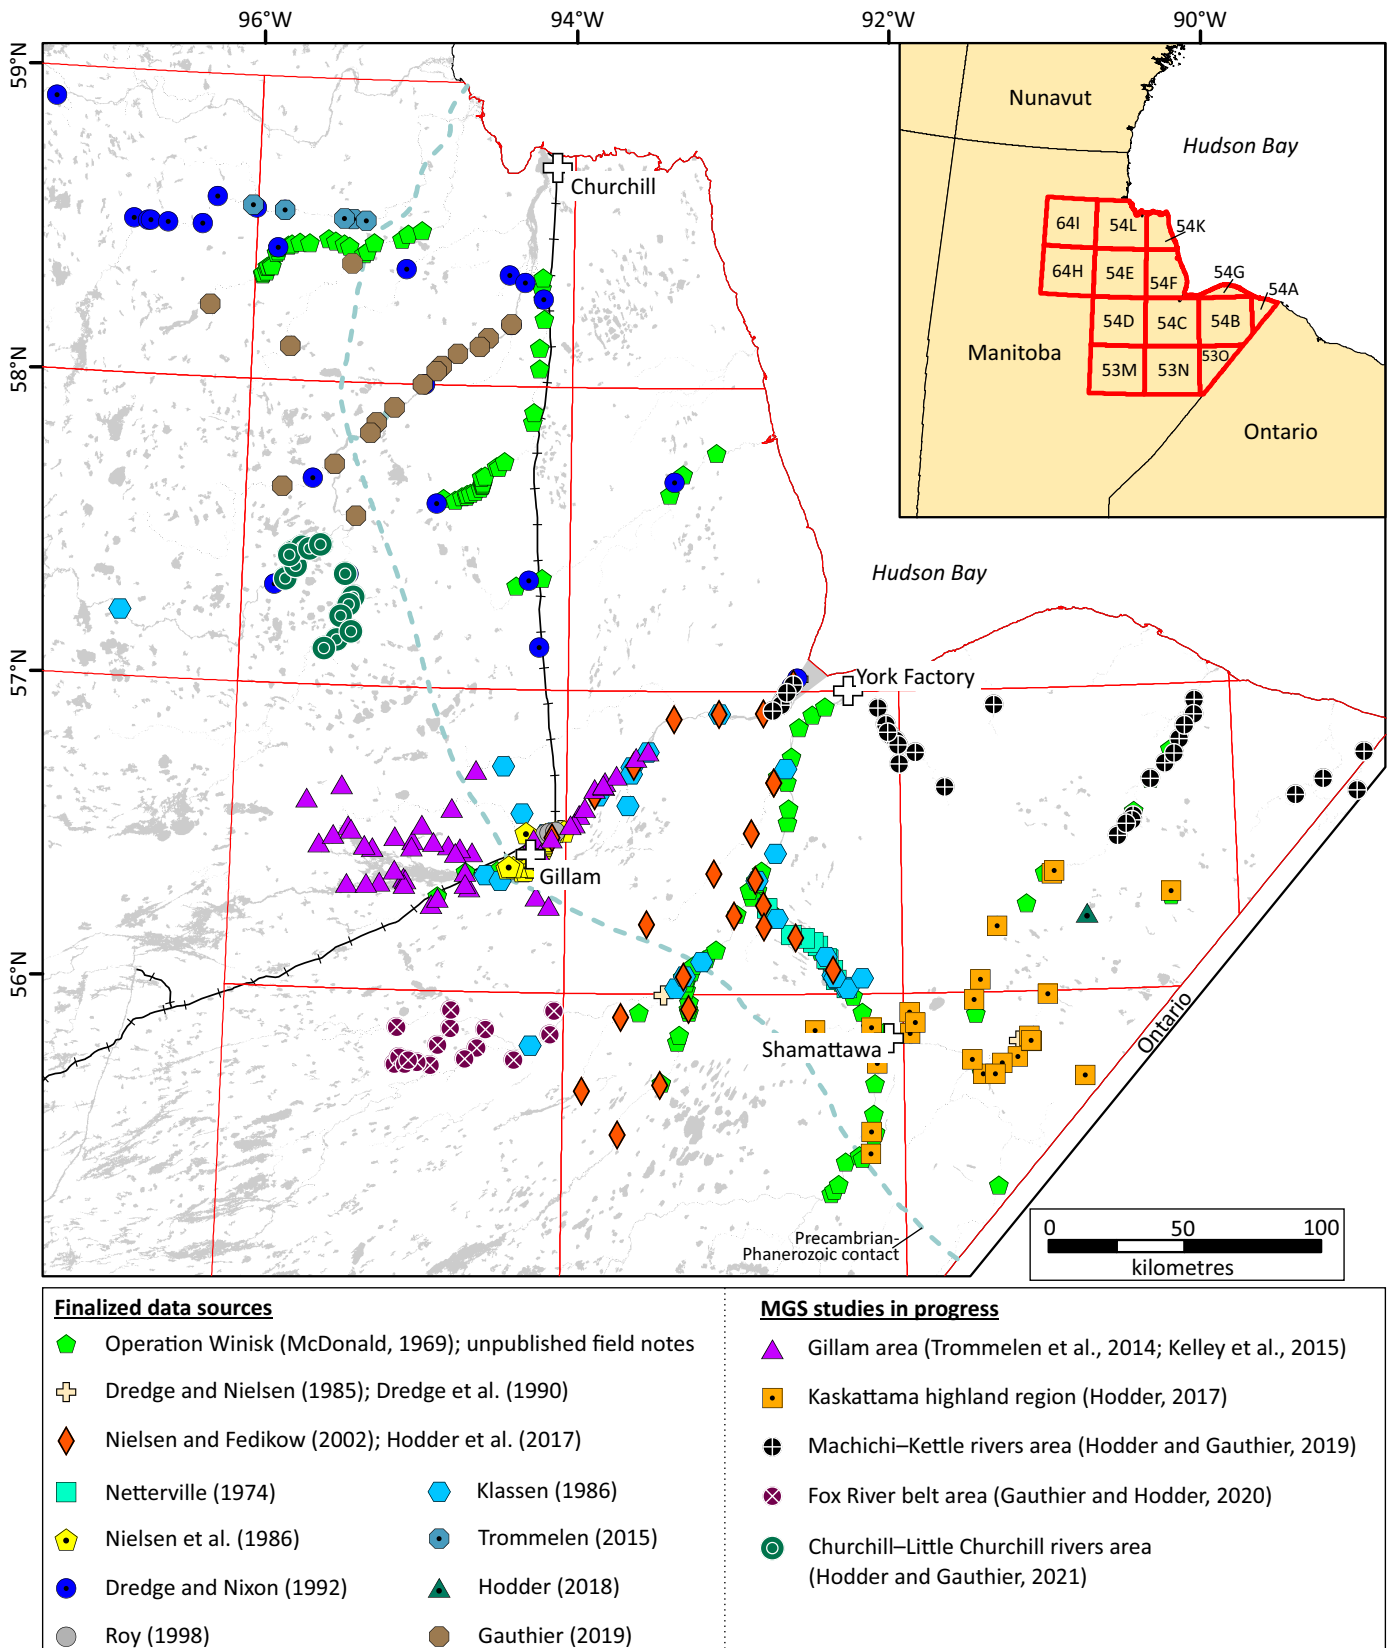 96°W
94°W
92°W
90°W
59°N
58°N
57°N
56°N
Nunavut
Hudson Bay
64I
54L
54K
64H
54E
54F
54G
54A
54D
54C
54B
53M
53N
53O
Manitoba
Ontario
Churchill
Hudson Bay
York Factory
Gillam
Shamattawa
Ontario
Precambrian-
Phanerozoic contact
0 50 100
kilometres
Finalized data sources
Operation Winisk (McDonald, 1969); unpublished field notes
Dredge and Nielsen (1985); Dredge et al. (1990)
Nielsen and Fedikow (2002); Hodder et al. (2017)
Netterville (1974)
Nielsen et al. (1986)
Dredge and Nixon (1992)
Roy (1998)
Klassen (1986)
Trommelen (2015)
Hodder (2018)
Gauthier (2019)
MGS studies in progress
Gillam area (Trommelen et al., 2014; Kelley et al., 2015)
Kaskattama highland region (Hodder, 2017)
Machichi–Kettle rivers area (Hodder and Gauthier, 2019)
Fox River belt area (Gauthier and Hodder, 2020)
Churchill–Little Churchill rivers area
(Hodder and Gauthier, 2021)